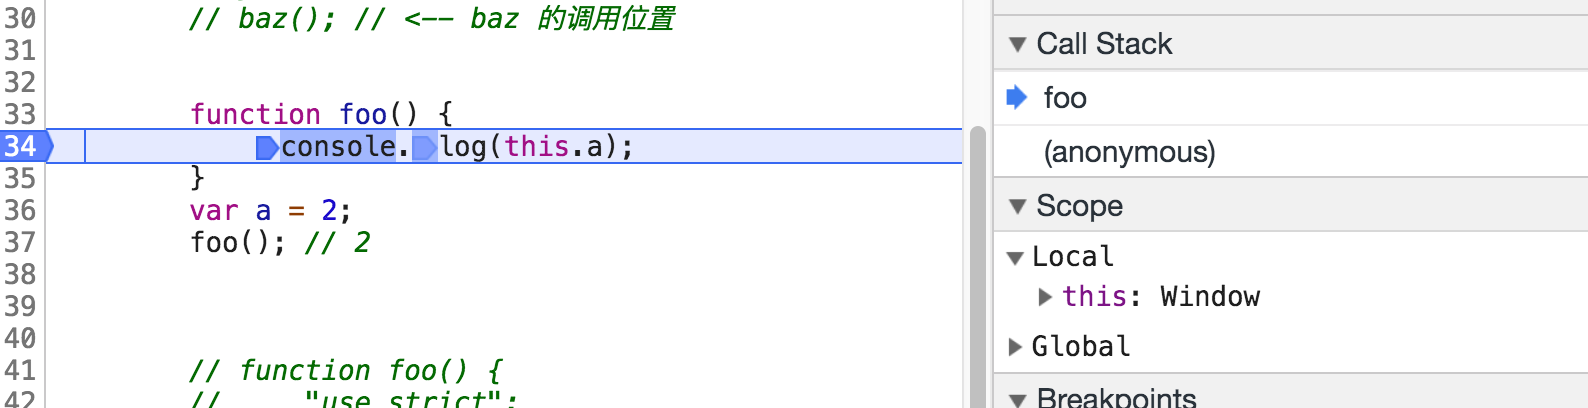 30 // baz(); // <-- baz 的调用位置
31
32
33 function foo() {
34 console.log(this.a);
35 }
36 var a = 2;
37 foo(); // 2
38
39
40
41 // function foo() {
42 // "use strict";
Call Stack
foo
(anonymous)
Scope
Local
this: Window
Global
Breakpoints